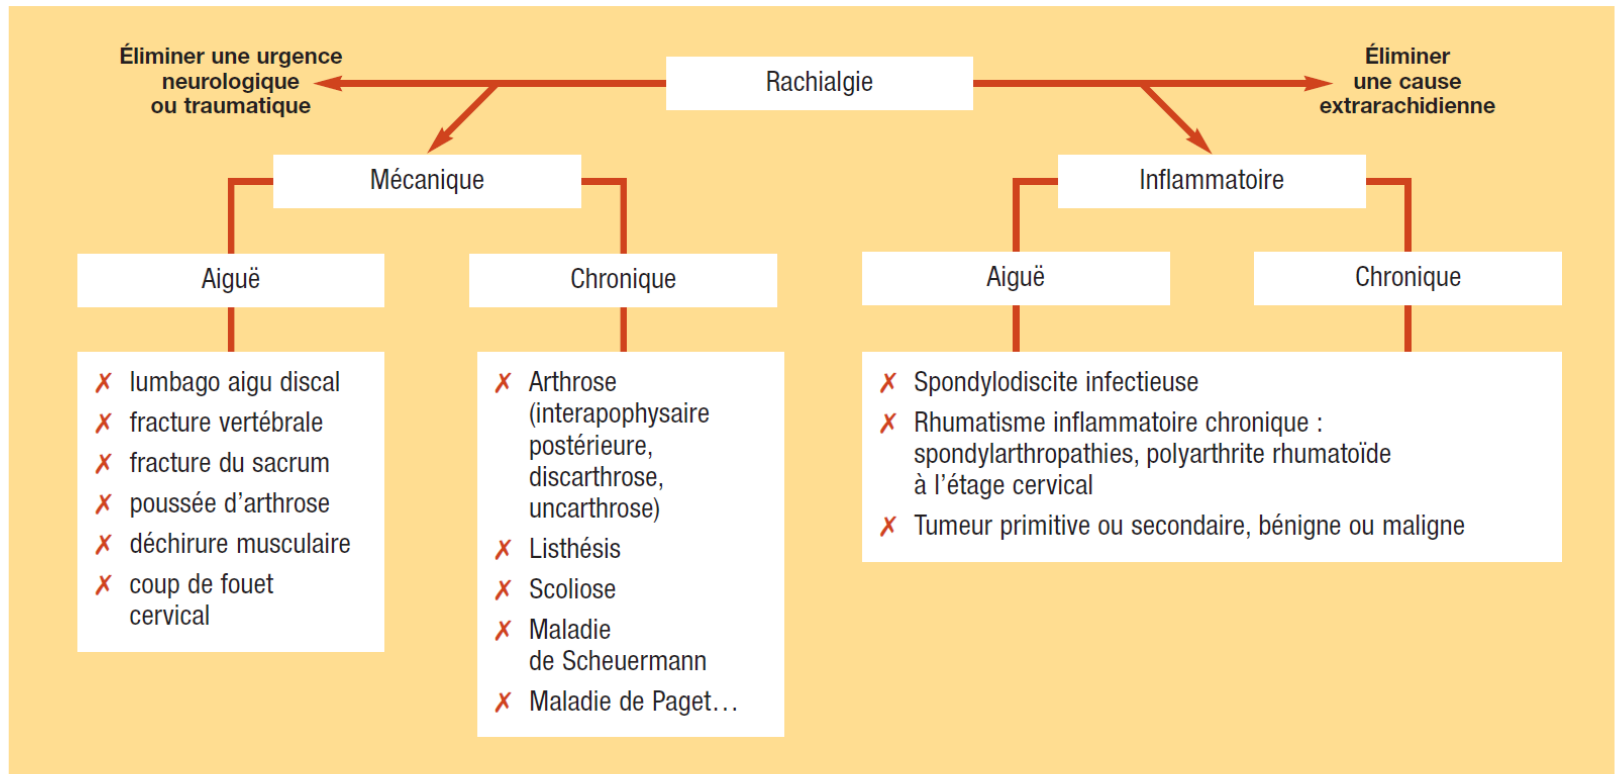 Éliminer une urgence
neurologique
ou traumatique
Rachialgie
Éliminer
une cause
extrarachidienne
Mécanique
Inflammatoire
Aiguë
Chronique
Aiguë
Chronique
✗ lumbago aigu discal
✗ fracture vertébrale
✗ fracture du sacrum
✗ poussée d’arthrose
✗ déchirure musculaire
✗ coup de fouet
cervical
✗ Arthrose
(interapophysaire
postérieure,
discarthrose,
uncarthrose)
✗ Listhésis
✗ Scoliose
✗ Maladie
de Scheuermann
✗ Maladie de Paget…
✗ Spondylodiscite infectieuse
✗ Rhumatisme inflammatoire chronique :
spondylarthropathies, polyarthrite rhumatoïde
à l’étage cervical
✗ Tumeur primitive ou secondaire, bénigne ou maligne